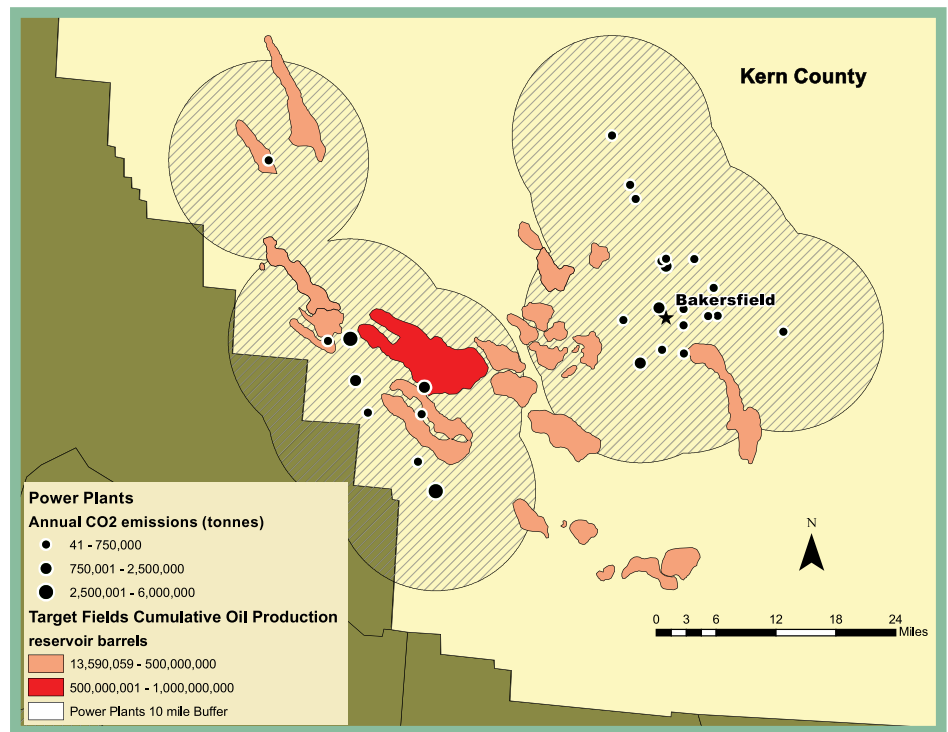 Kern County
Bakersfield
Power Plants
Annual CO2 emissions (tonnes)
41 - 750,000
750,001 - 2,500,000
2,500,001 - 6,000,000
Target Fields Cumulative Oil Production
reservoir barrels
13,590,059 - 500,000,000
500,000,001 - 1,000,000,000
Power Plants 10 mile Buffer
N
0 3 6 12 18 24
Miles